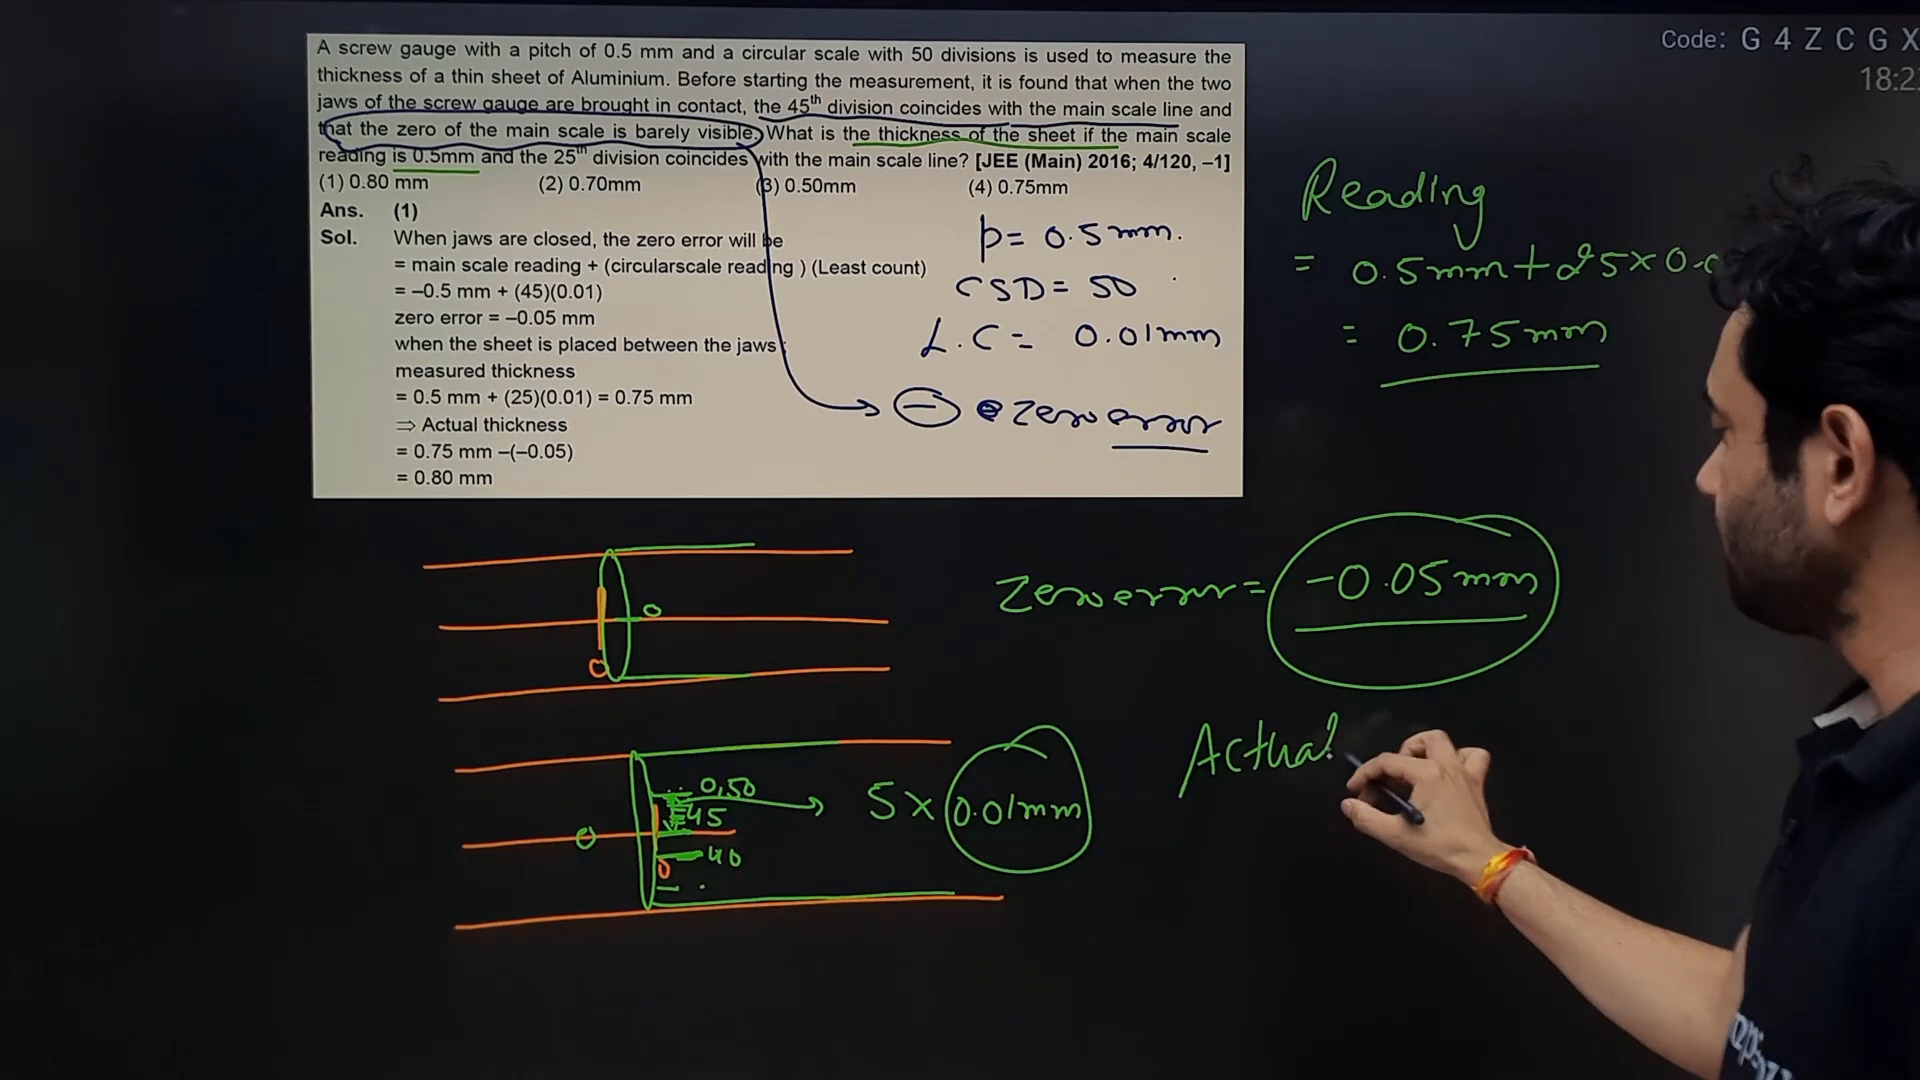 Code: G 4 Z C G X
A screw gauge with a pitch of 0.5 mm and a circular scale with 50 divisions is used to measure the
thickness of a thin sheet of Aluminium. Before starting the measurement, it is found that when the two
jaws of the screw gauge are brought in contact, the 45th division coincides with the main scale line and
that the zero of the main scale is barely visible. What is the thickness of the sheet if the main scale
reading is 0.5mm and the 25th division coincides with the main scale line? [JEE (Main) 2016; 4/120, –1]
(1) 0.80 mm (2) 0.70mm (3) 0.50mm (4) 0.75mm
Ans. (1)
Sol. When jaws are closed, the zero error will be
= main scale reading + (circularscale reading ) (Least count)
= –0.5 mm + (45)(0.01)
zero error = –0.05 mm
when the sheet is placed between the jaws
measured thickness
= 0.5 mm + (25)(0.01) = 0.75 mm
⇒ Actual thickness
= 0.75 mm –(–0.05)
= 0.80 mm
p = 0.5 mm.
CSD = 50
L.C = 0.01mm
(–) zero error
Reading
= 0.5mm + 25 x 0.
= 0.75mm
Zero error = -0.05mm
0
0
0,50
45
40
0
0
5 x 0.01mm
Actual